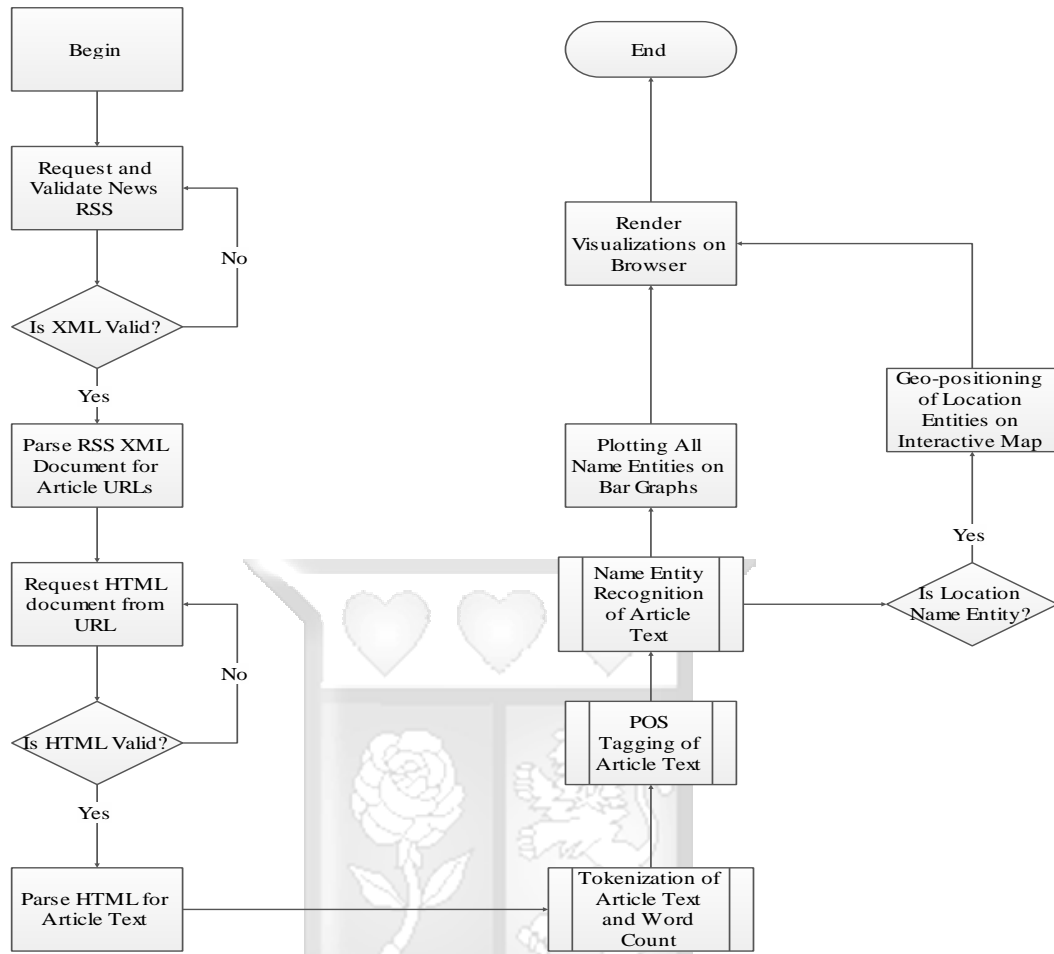 Begin
Request and
Validate News
RSS
No
Is XML Valid?
Yes
Parse RSS XML
Document for
Article URLs
Request HTML
document from
URL
No
Is HTML Valid?
Yes
Parse HTML for
Article Text
Tokenization of
Article Text
and Word
Count
POS
Tagging of
Article Text
Name Entity
Recognition
of Article
Text
Plotting All
Name Entities on
Bar Graphs
Is Location
Name Entity?
Yes
Geo-positioning
of Location
Entities on
Interactive Map
Render
Visualizations on
Browser
End